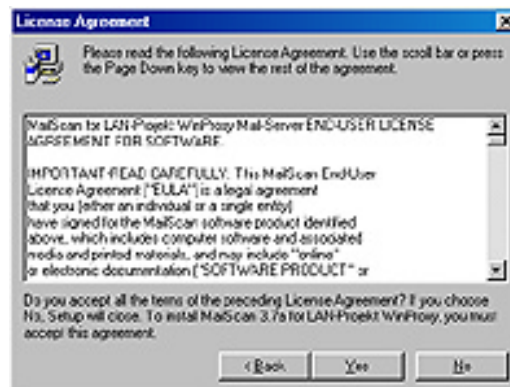 License Agreement
Please read the following License Agreement. Use the scroll bar or press
the Page Down key to view the rest of the agreement.
MailScan for LAN-Projekt WinProxy Mail-Server END-USER LICENSE
AGREEMENT FOR SOFTWARE.
IMPORTANT-READ CAREFULLY: This MailScan End-User
License Agreement ("EULA") is a legal agreement
that you (either an individual or a single entity)
have signed for the MailScan software product identified
above, which includes computer software and associated
media and printed materials, and may include "online"
or electronic documentation ("SOFTWARE PRODUCT" or
Do you accept all the terms of the preceding License Agreement? If you choose
No, Setup will close. To install MailScan 3.7a for LAN-Proekt WinProxy, you must
accept this agreement.
< Back
Yes
No